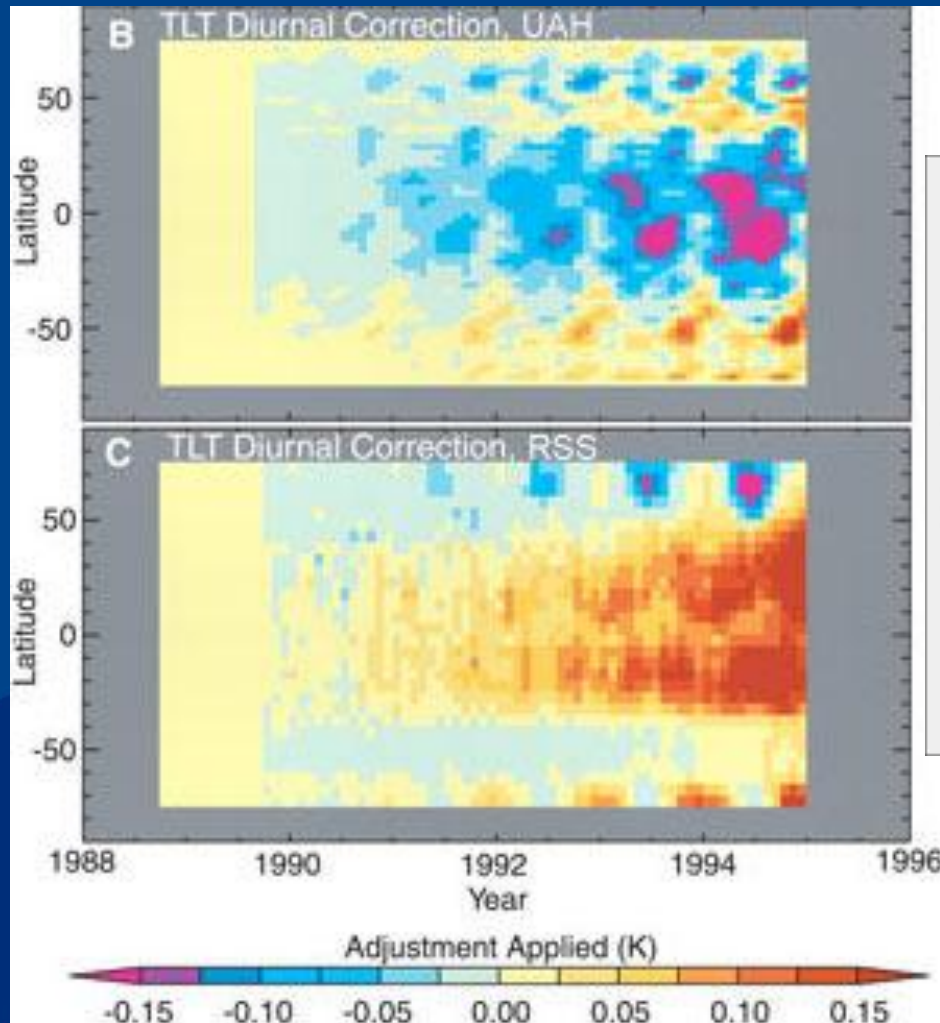 B TLT Diurnal Correction, UAH
50
0
-50
Latitude
C TLT Diurnal Correction, RSS
50
0
-50
Latitude
1988 1990 1992 1994 1996
Year
Adjustment Applied (K)
-0.15 -0.10 -0.05 0.00 0.05 0.10 0.15